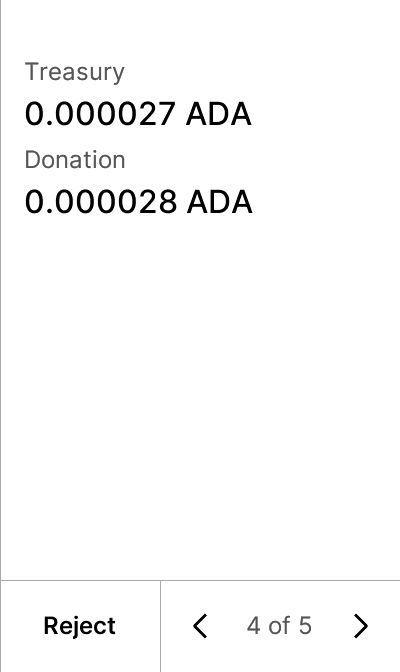 Treasury
0.000027 ADA
Donation
0.000028 ADA
Reject
4 of 5